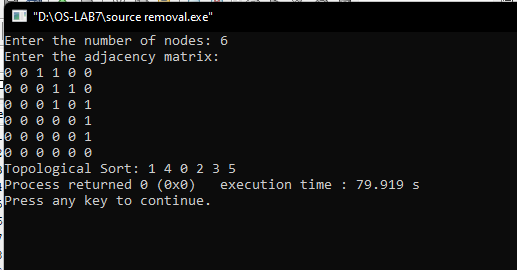 "D:\OS-LAB7\source removal.exe"
Enter the number of nodes: 6
Enter the adjacency matrix:
0 0 1 1 0 0
0 0 0 1 1 0
0 0 0 1 0 1
0 0 0 0 0 1
0 0 0 0 0 1
0 0 0 0 0 0
Topological Sort: 1 4 0 2 3 5
Process returned 0 (0x0)   execution time : 79.919 s
Press any key to continue.